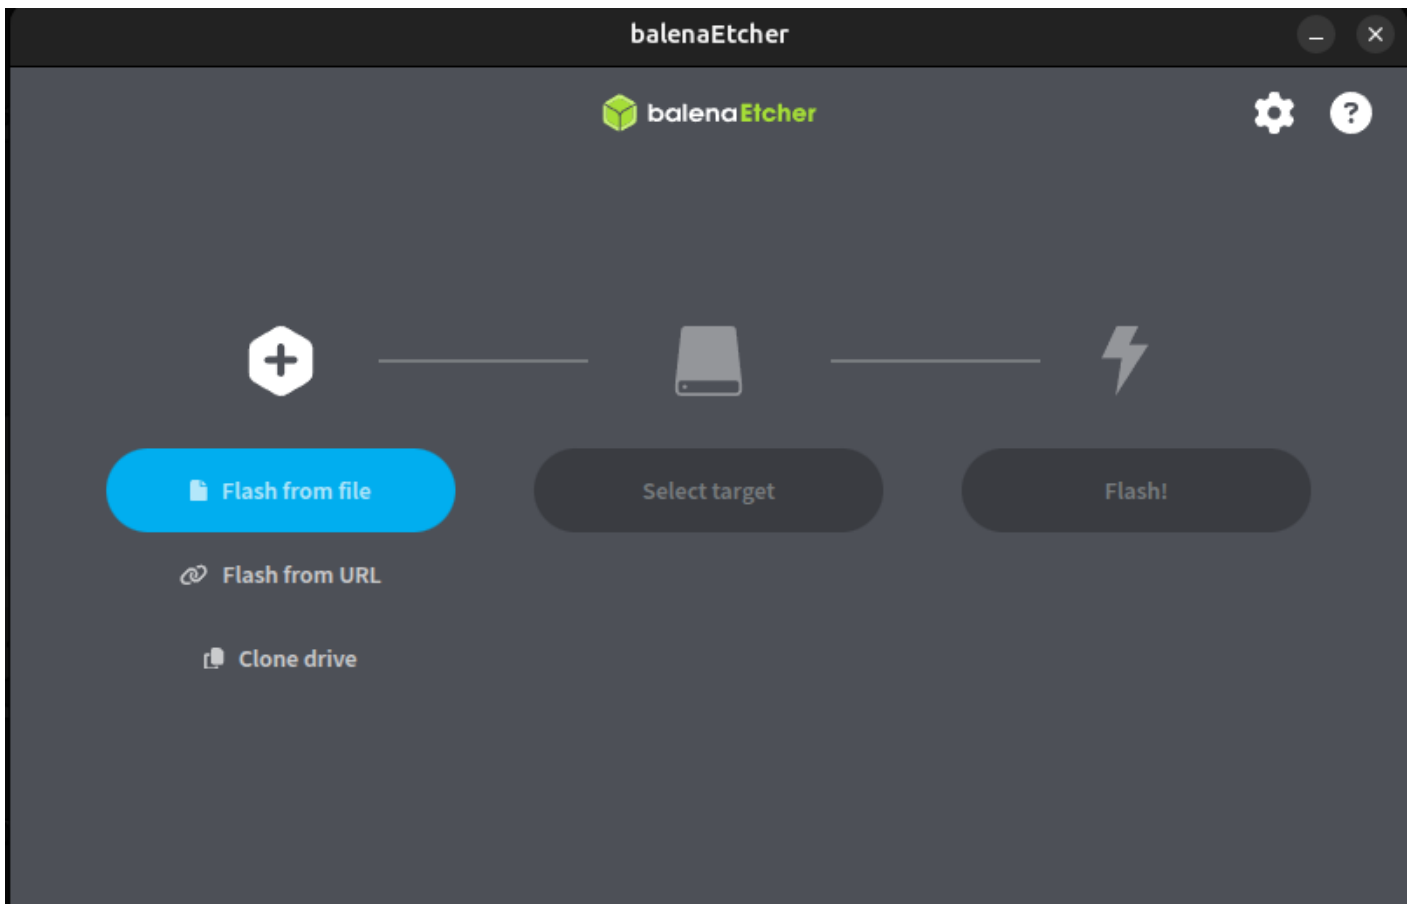 balenaEtcher
balenaEtcher
?
Flash from file
Select target
Flash!
Flash from URL
Clone drive